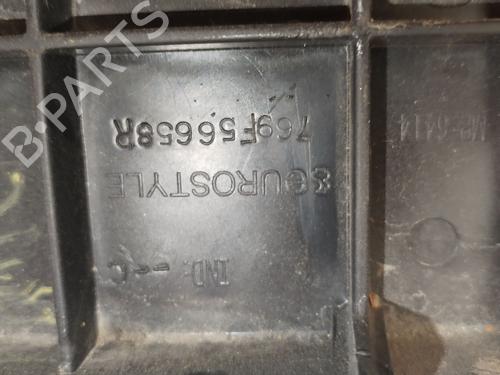 B-PARTS
769F56658R
EUROSTYLE
IND: --C